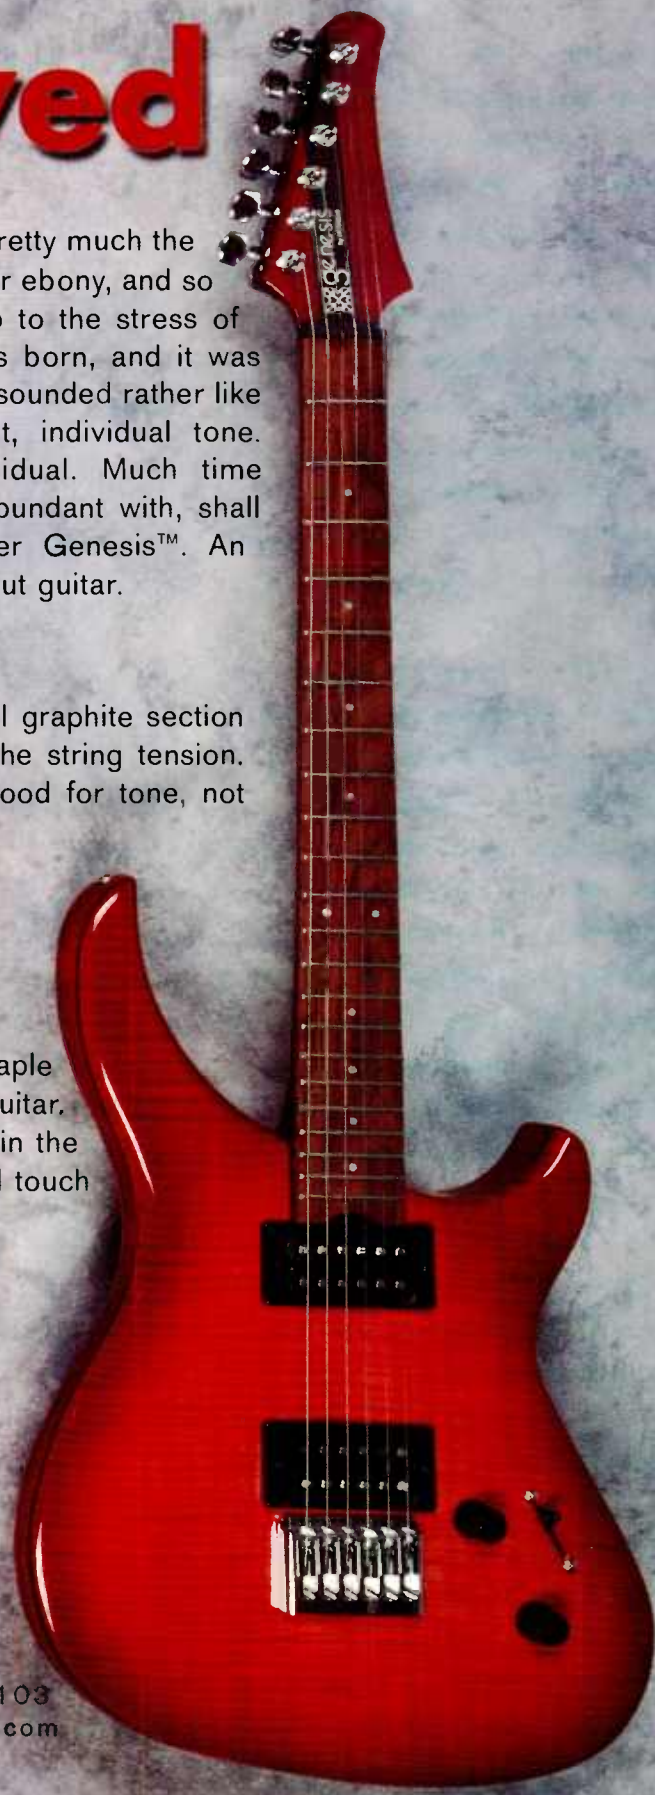 ved
retty much the
r ebony, and so
o to the stress of
s born, and it was
sounded rather like
t, individual tone.
idual. Much time
bundant with, shall
er Genesis™. An
ut guitar.
l graphite section
he string tension.
ood for tone, not
aple
uitar.
in the
l touch
103
com
genesis